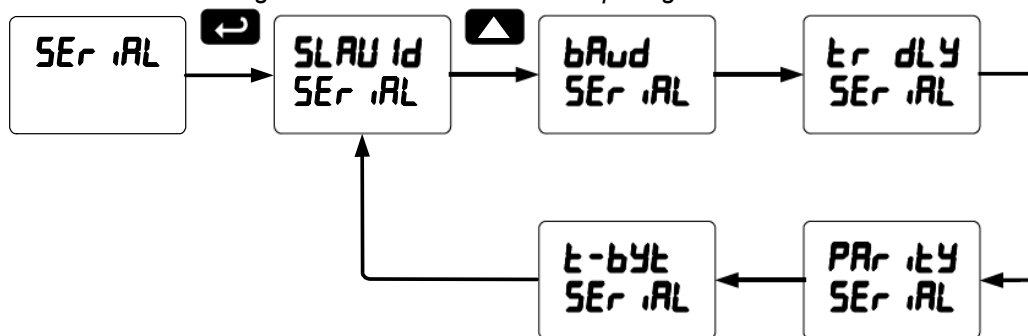 SEr iAL
SLAV Id
SEr iAL
bAud
SEr iAL
tr dLY
SEr iAL
t-bYt
SEr iAL
PAr itY
SEr iAL